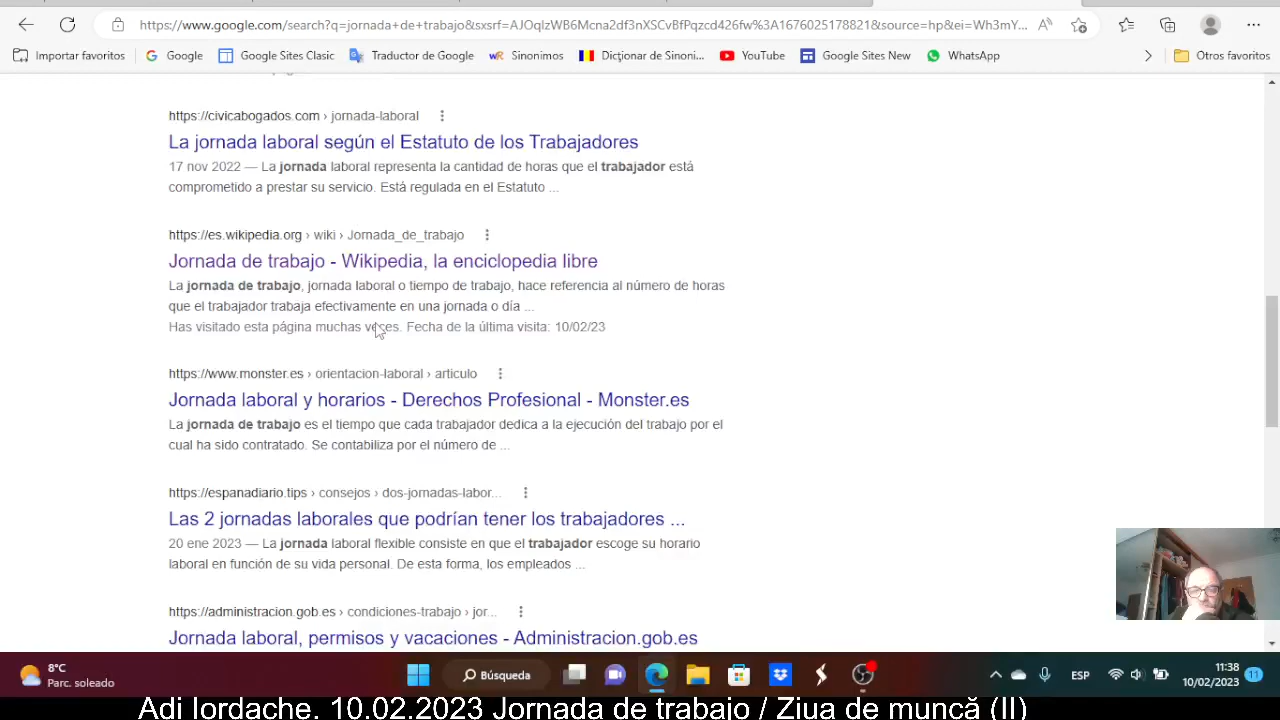 https://www.google.com/search?q=jornada+de+trabajo&sxsrf=AJOqlzWB6Mcna2df3nXSCvBfPqzcd426fw%3A1676025178821&source=hp&ei=Wh3mY...
Importar favoritos
Google
Google Sites Clasic
Traductor de Google
wR Sinonimos
Dicționar de Sinoni...
YouTube
Google Sites New
WhatsApp
Otros favoritos
https://civicabogados.com › jornada-laboral
La jornada laboral según el Estatuto de los Trabajadores
17 nov 2022 — La jornada laboral representa la cantidad de horas que el trabajador está
comprometido a prestar su servicio. Está regulada en el Estatuto ...
https://es.wikipedia.org › wiki › Jornada_de_trabajo
Jornada de trabajo - Wikipedia, la enciclopedia libre
La jornada de trabajo, jornada laboral o tiempo de trabajo, hace referencia al número de horas
que el trabajador trabaja efectivamente en una jornada o día ...
Has visitado esta página muchas veces. Fecha de la última visita: 10/02/23
https://www.monster.es › orientacion-laboral › articulo
Jornada laboral y horarios - Derechos Profesional - Monster.es
La jornada de trabajo es el tiempo que cada trabajador dedica a la ejecución del trabajo por el
cual ha sido contratado. Se contabiliza por el número de ...
https://espanadiario.tips › consejos › dos-jornadas-labor...
Las 2 jornadas laborales que podrían tener los trabajadores ...
20 ene 2023 — La jornada laboral flexible consiste en que el trabajador escoge su horario
laboral en función de su vida personal. De esta forma, los empleados ...
https://administracion.gob.es › condiciones-trabajo › jor...
Jornada laboral, permisos y vacaciones - Administracion.gob.es
8°C
Parc. soleado
Búsqueda
ESP
11:38
10/02/2023
11
Adi Iordache. 10.02.2023 Jornada de trabajo / Ziua de muncă (II)